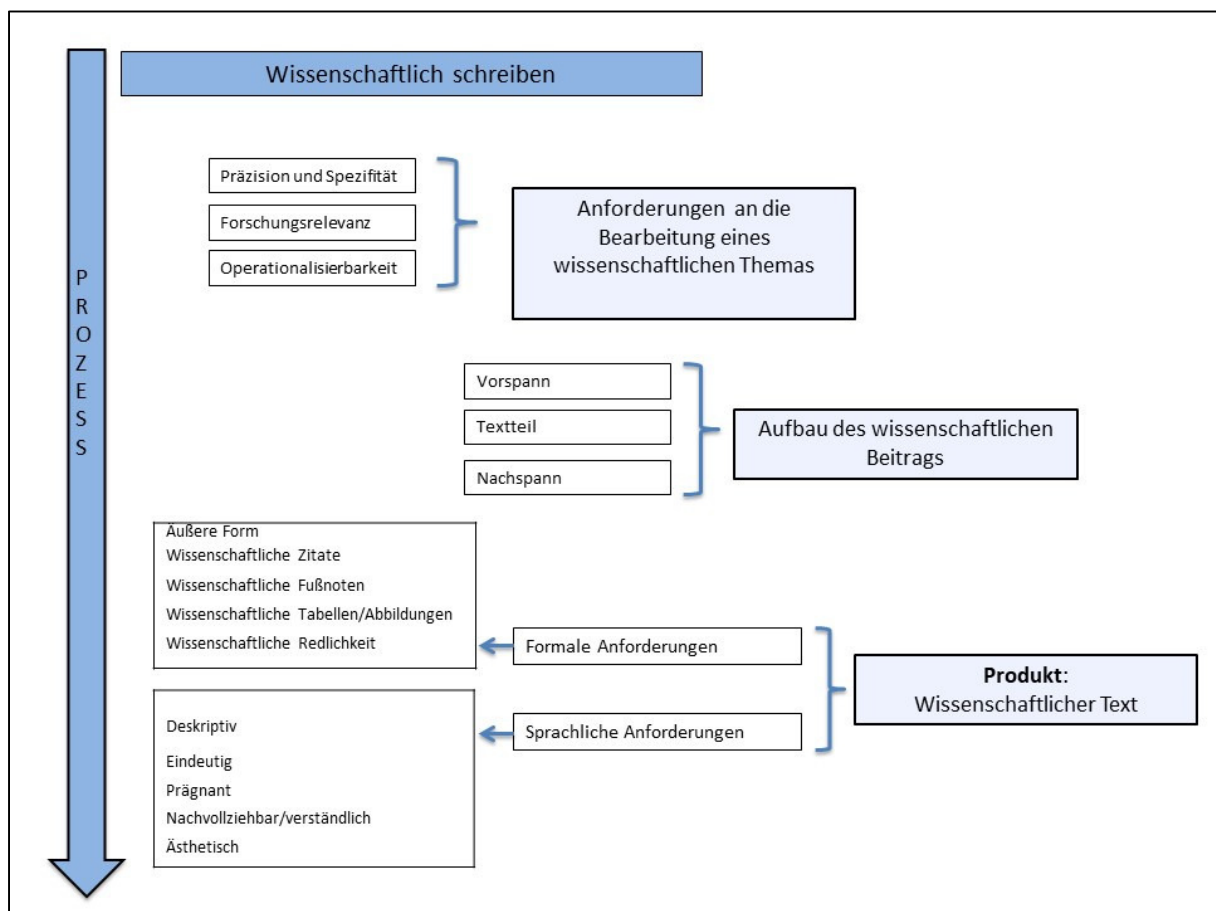 Wissenschaftlich schreiben
PROZESS
Präzision und Spezifität
Forschungsrelevanz
Operationalisierbarkeit
Anforderungen an die
Bearbeitung eines
wissenschaftlichen Themas
Vorspann
Textteil
Nachspann
Aufbau des wissenschaftlichen
Beitrags
Äußere Form
Wissenschaftliche Zitate
Wissenschaftliche Fußnoten
Wissenschaftliche Tabellen/Abbildungen
Wissenschaftliche Redlichkeit
Formale Anforderungen
Produkt:
Wissenschaftlicher Text
Deskriptiv
Eindeutig
Prägnant
Nachvollziehbar/verständlich
Ästhetisch
Sprachliche Anforderungen